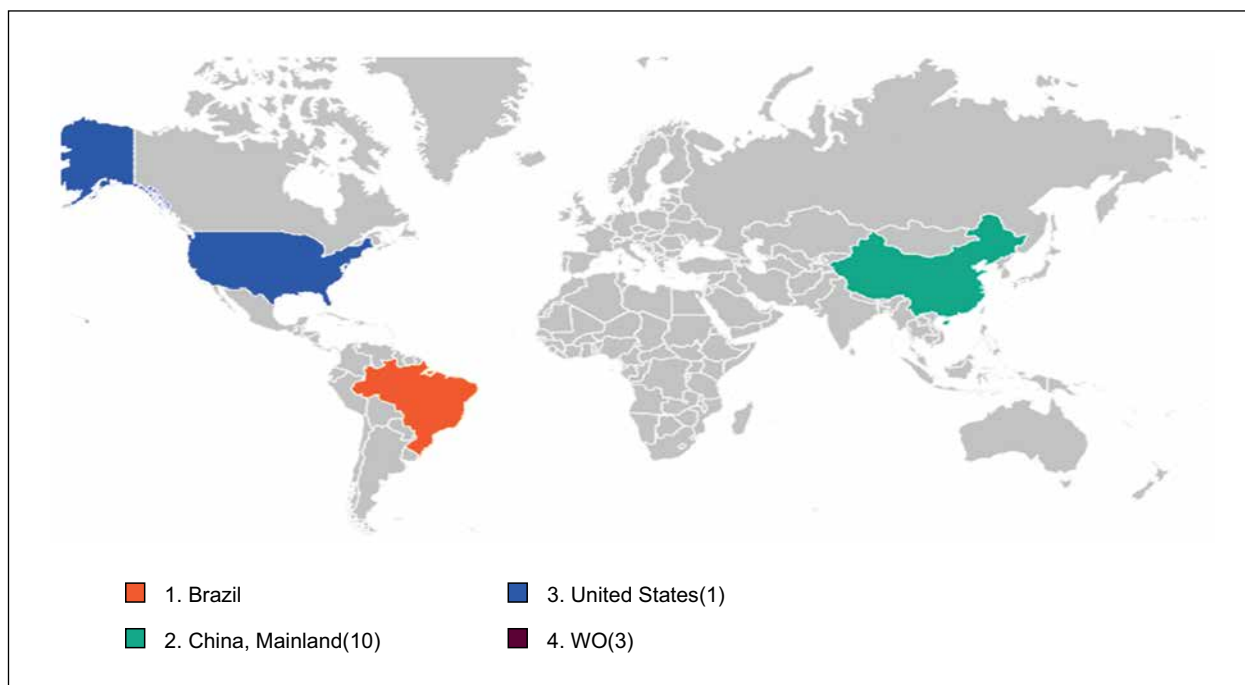 1. Brazil
2. China, Mainland(10)
3. United States(1)
4. WO(3)